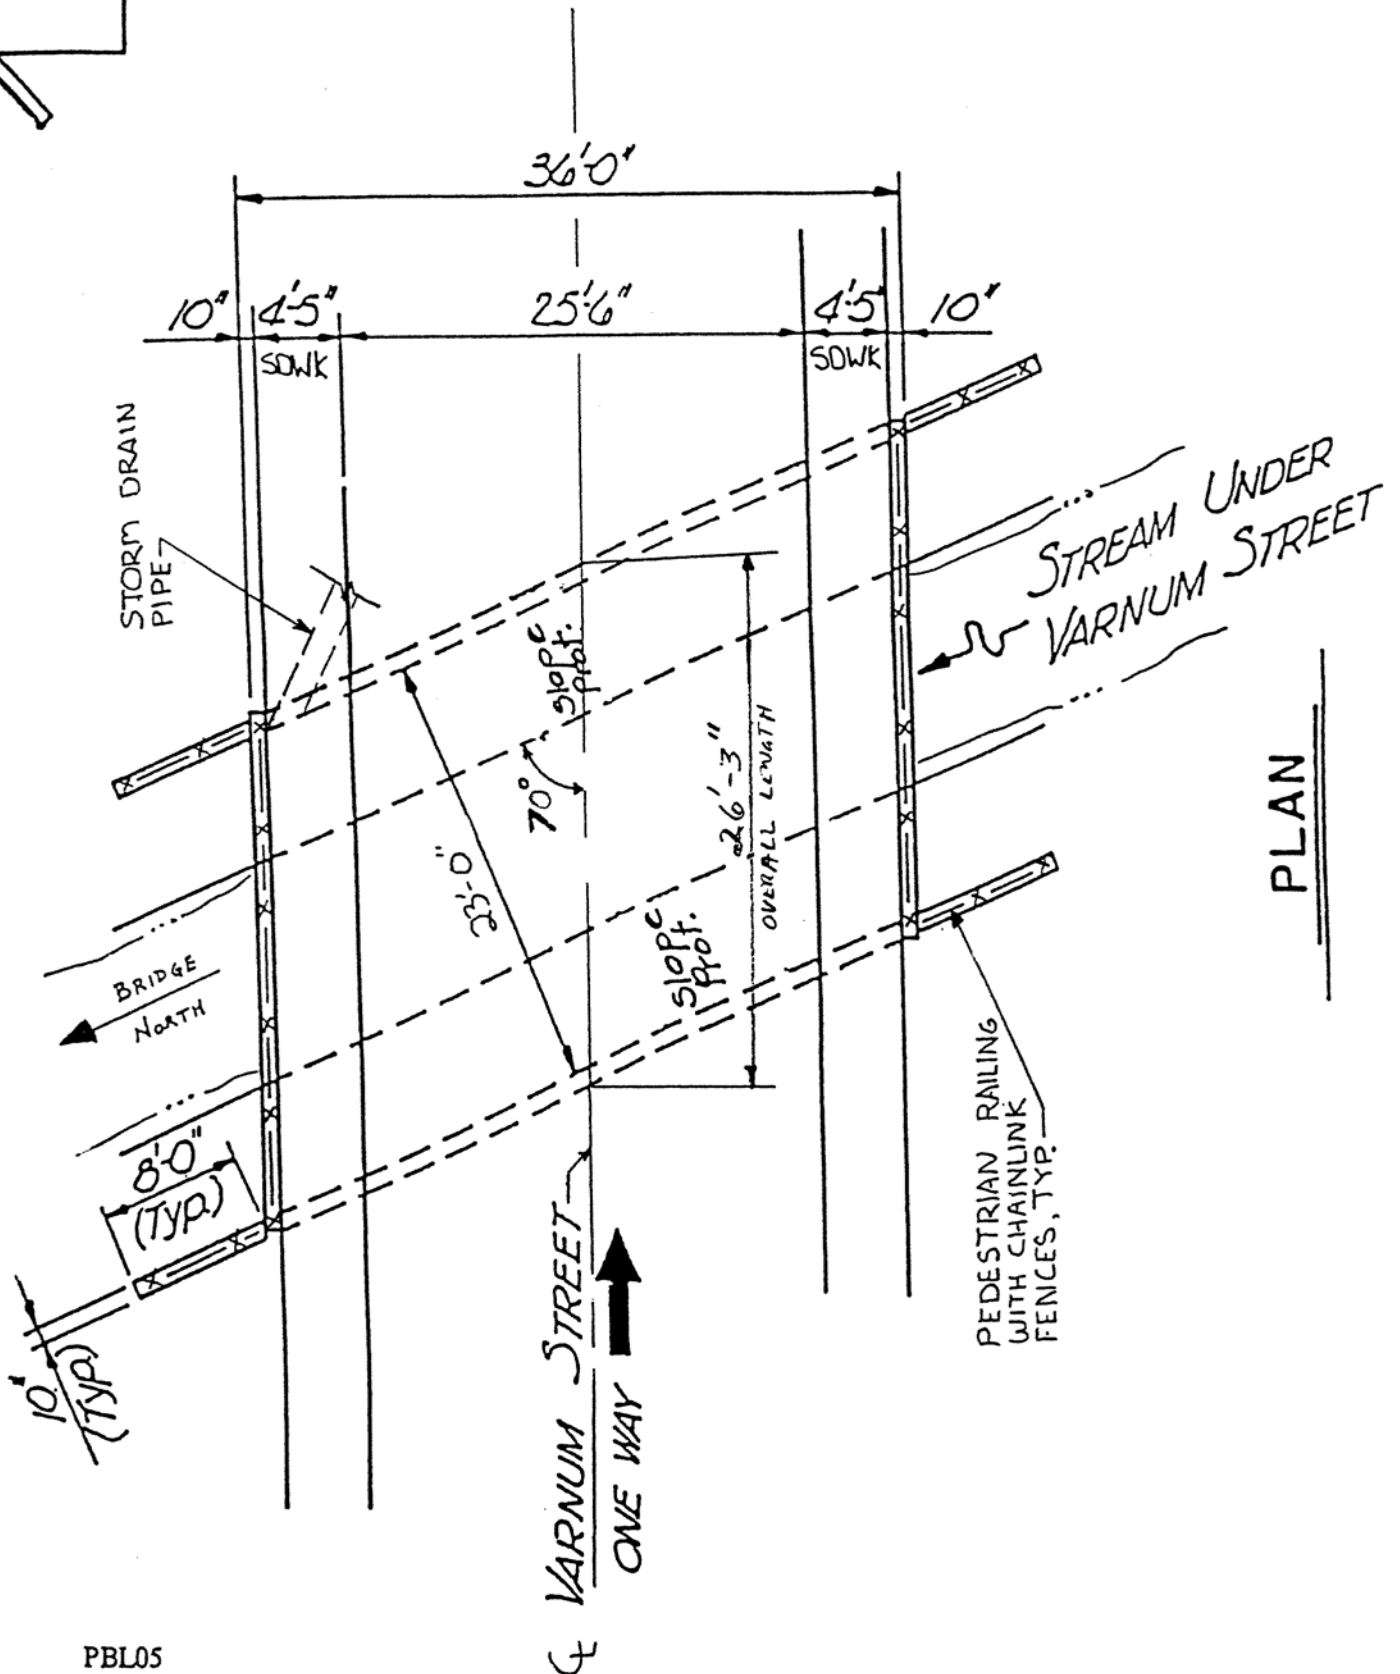 36'-0"
10"
4'-5"
25'-6"
4'-5"
10"
SDWK
SDWK
STORM DRAIN
PIPE
STREAM UNDER
VARNUM STREET
slope
prot.
70°
26'-3"
OVERALL LENGTH
23'-0"
slope
prot.
BRIDGE
NORTH
8'-0"
(TYP.)
10"
(TYP.)
PLAN
PEDESTRIAN RAILING
WITH CHAINLINK
FENCES, TYP.
℄ VARNUM STREET
ONE WAY
PBL05